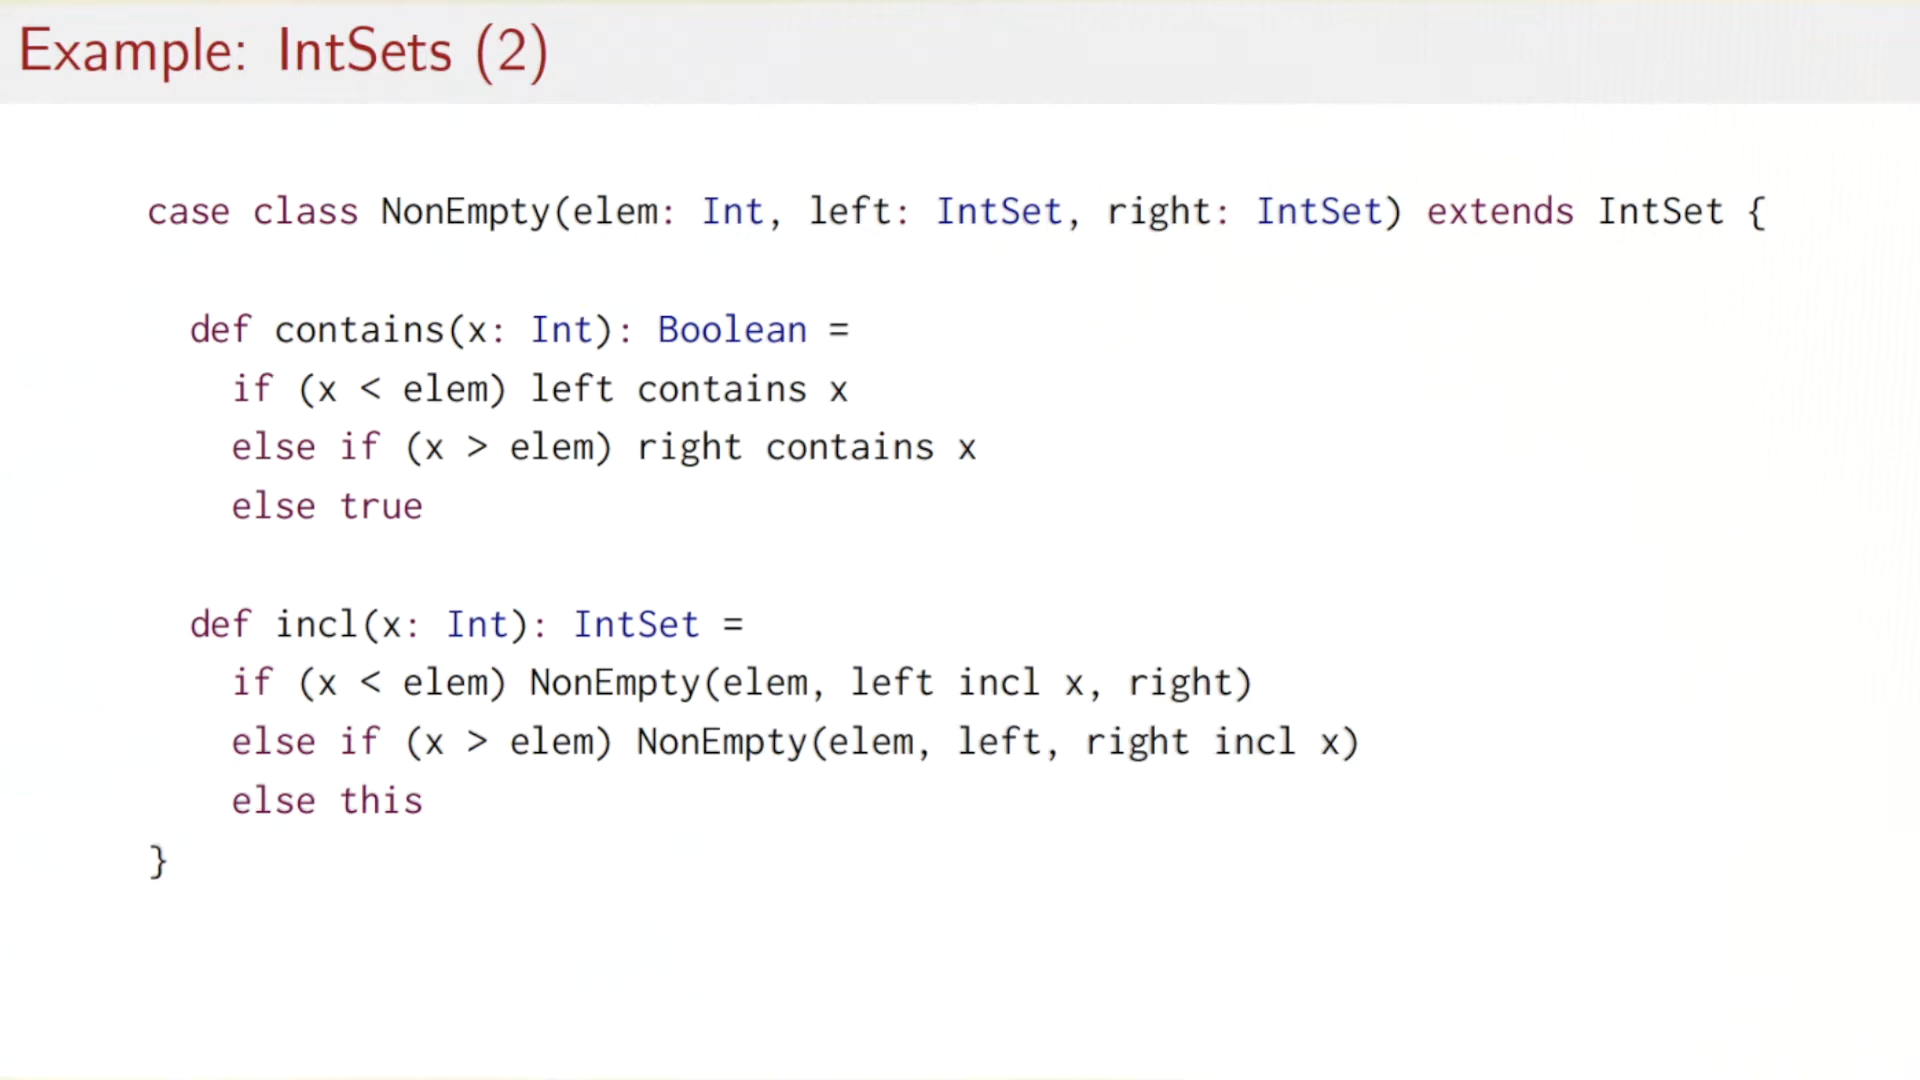 Example: IntSets (2)
case class NonEmpty(elem: Int, left: IntSet, right: IntSet) extends IntSet {
def contains(x: Int): Boolean =
if (x < elem) left contains x
else if (x > elem) right contains x
else true
def incl(x: Int): IntSet =
if (x < elem) NonEmpty(elem, left incl x, right)
else if (x > elem) NonEmpty(elem, left, right incl x)
else this
}